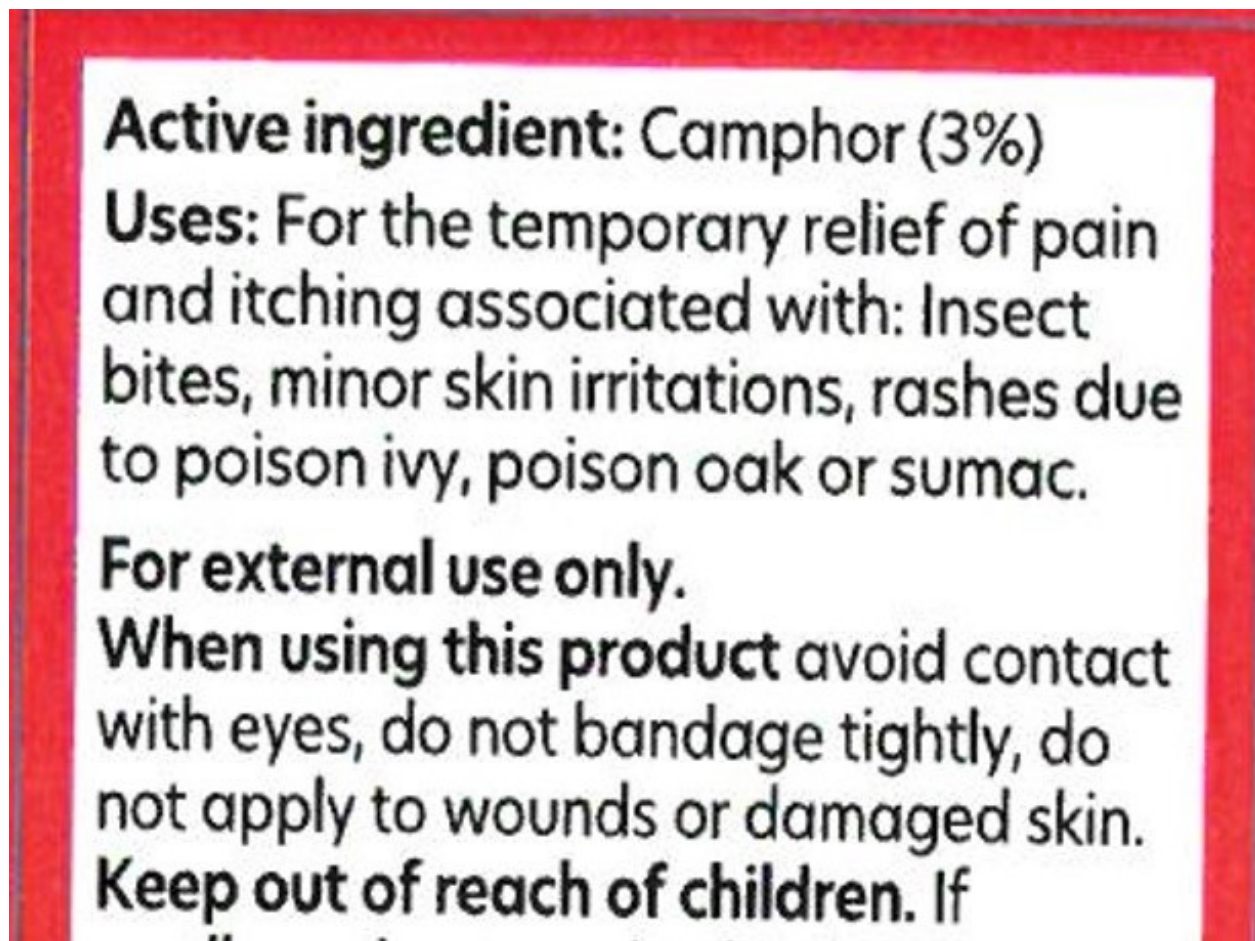 Active ingredient: Camphor (3%)
Uses: For the temporary relief of pain
and itching associated with: Insect
bites, minor skin irritations, rashes due
to poison ivy, poison oak or sumac.
For external use only.
When using this product avoid contact
with eyes, do not bandage tightly, do
not apply to wounds or damaged skin.
Keep out of reach of children. If